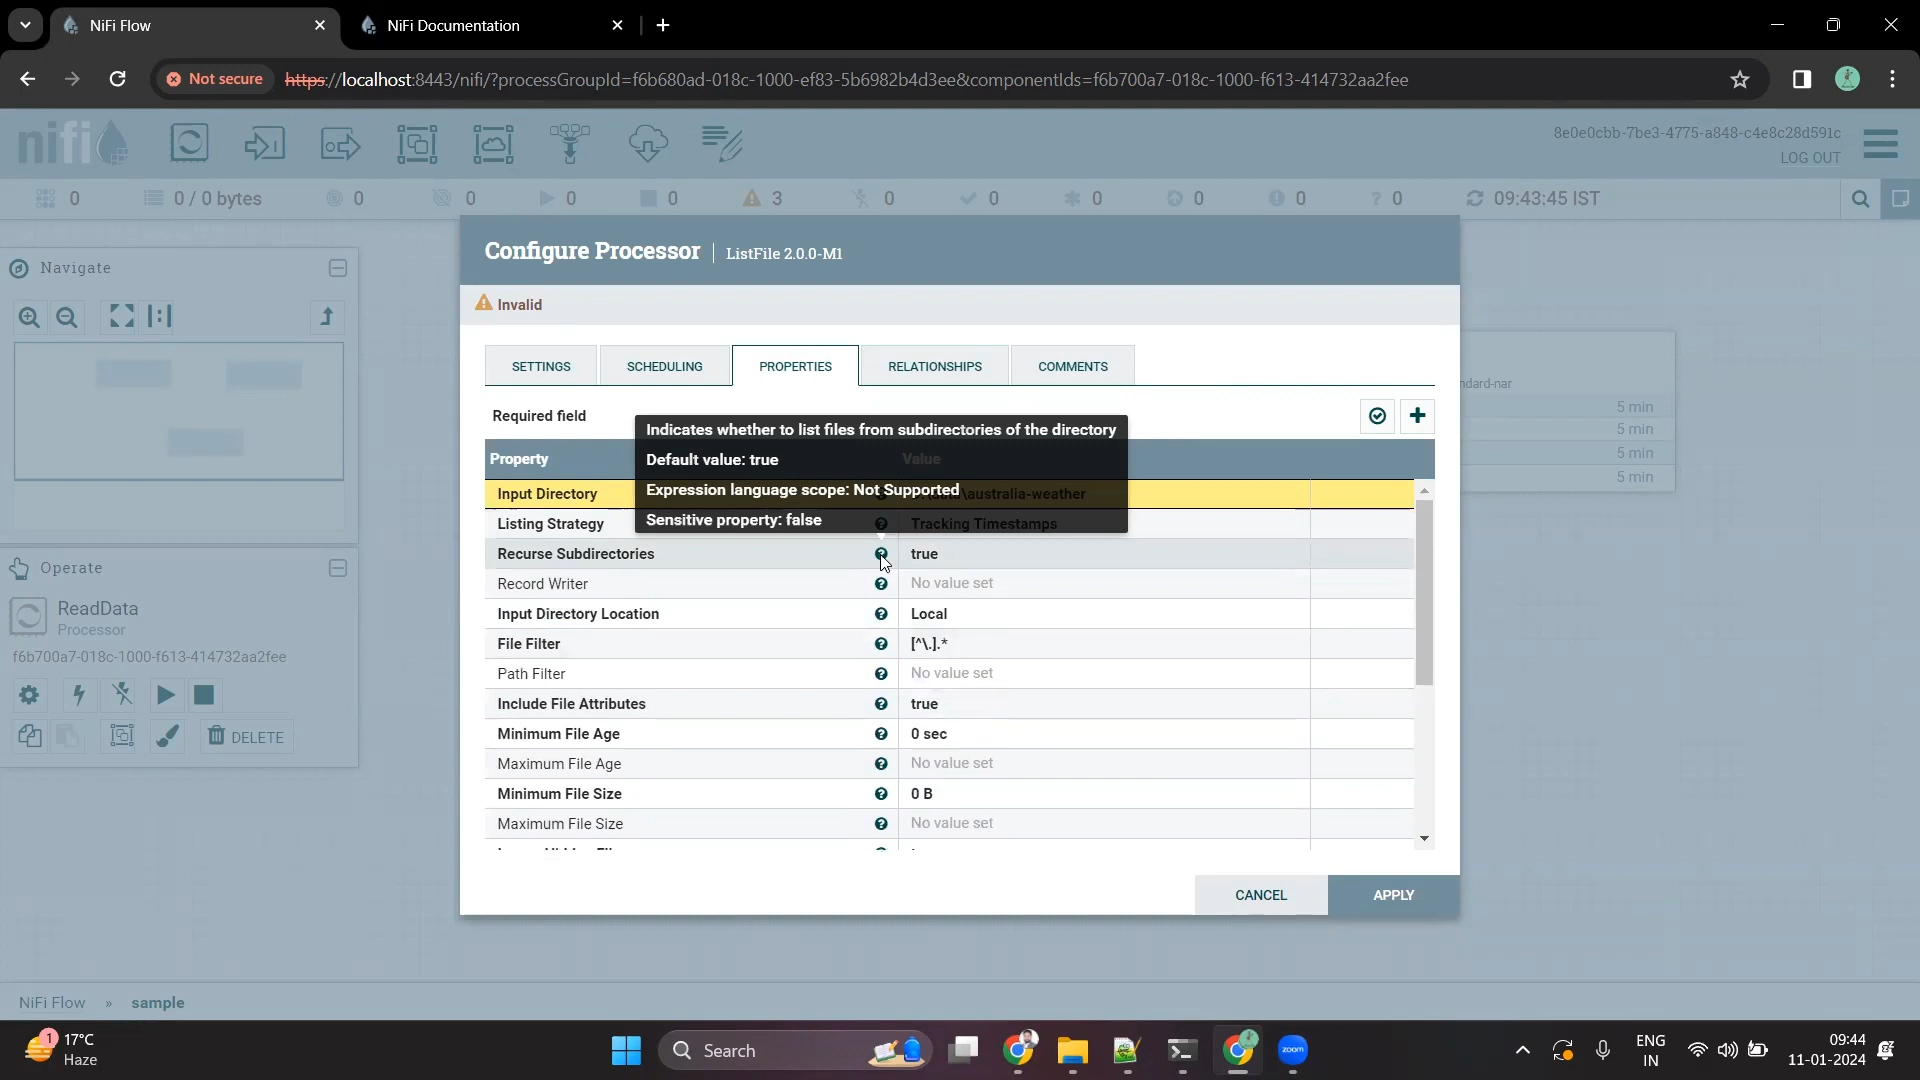 NiFi Flow
NiFi Documentation
Not secure
https://localhost:8443/nifi/?processGroupId=f6b680ad-018c-1000-ef83-5b6982b4d3ee&componentIds=f6b700a7-018c-1000-f613-414732aa2fee
nifi
8e0e0cbb-7be3-4775-a848-c4e8c28d591c
LOG OUT
0 0 / 0 bytes 0 0 0 0 3 0 0 0 0 0 0 09:43:45 IST
Navigate
Operate
ReadData
Processor
f6b700a7-018c-1000-f613-414732aa2fee
DELETE
Configure Processor | ListFile 2.0.0-M1
Invalid
SETTINGS SCHEDULING PROPERTIES RELATIONSHIPS COMMENTS
Required field
Indicates whether to list files from subdirectories of the directory
Default value: true
Expression language scope: Not Supported
Sensitive property: false
Property Value
Input Directory \australia-weather
Listing Strategy Tracking Timestamps
Recurse Subdirectories true
Record Writer No value set
Input Directory Location Local
File Filter [^\.].*
Path Filter No value set
Include File Attributes true
Minimum File Age 0 sec
Maximum File Age No value set
Minimum File Size 0 B
Maximum File Size No value set
CANCEL APPLY
ndard-nar
5 min
5 min
5 min
5 min
NiFi Flow » sample
1
17°C
Haze
Search
zoom
ENG
IN
09:44
11-01-2024